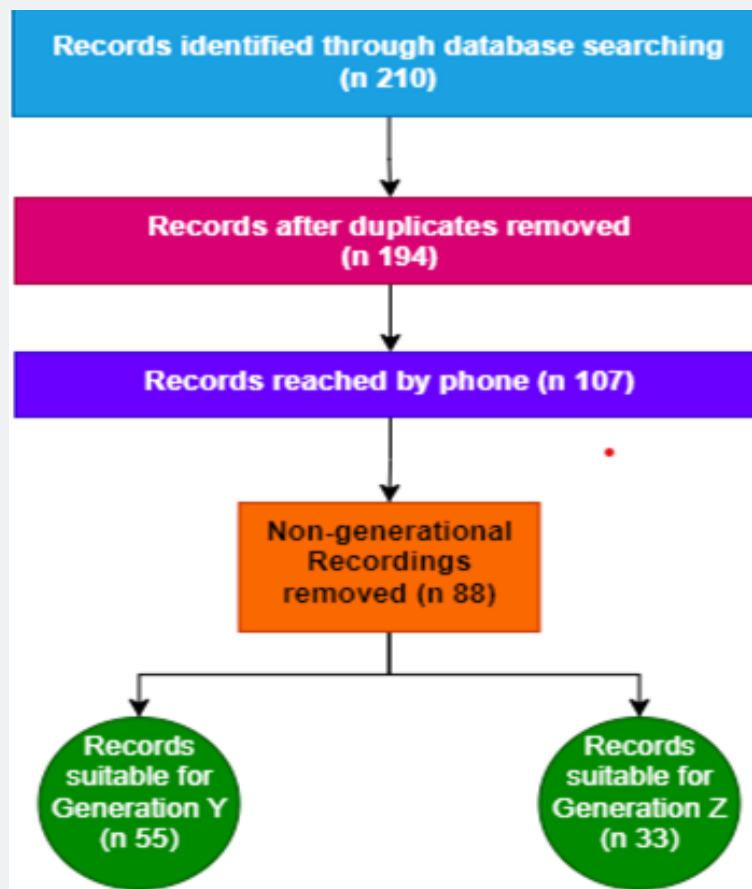 Records identified through database searching
(n 210)
Records after duplicates removed
(n 194)
Records reached by phone (n 107)
Non-generational
Recordings
removed (n 88)
Records
suitable for
Generation Y
(n 55)
Records
suitable for
Generation Z
(n 33)